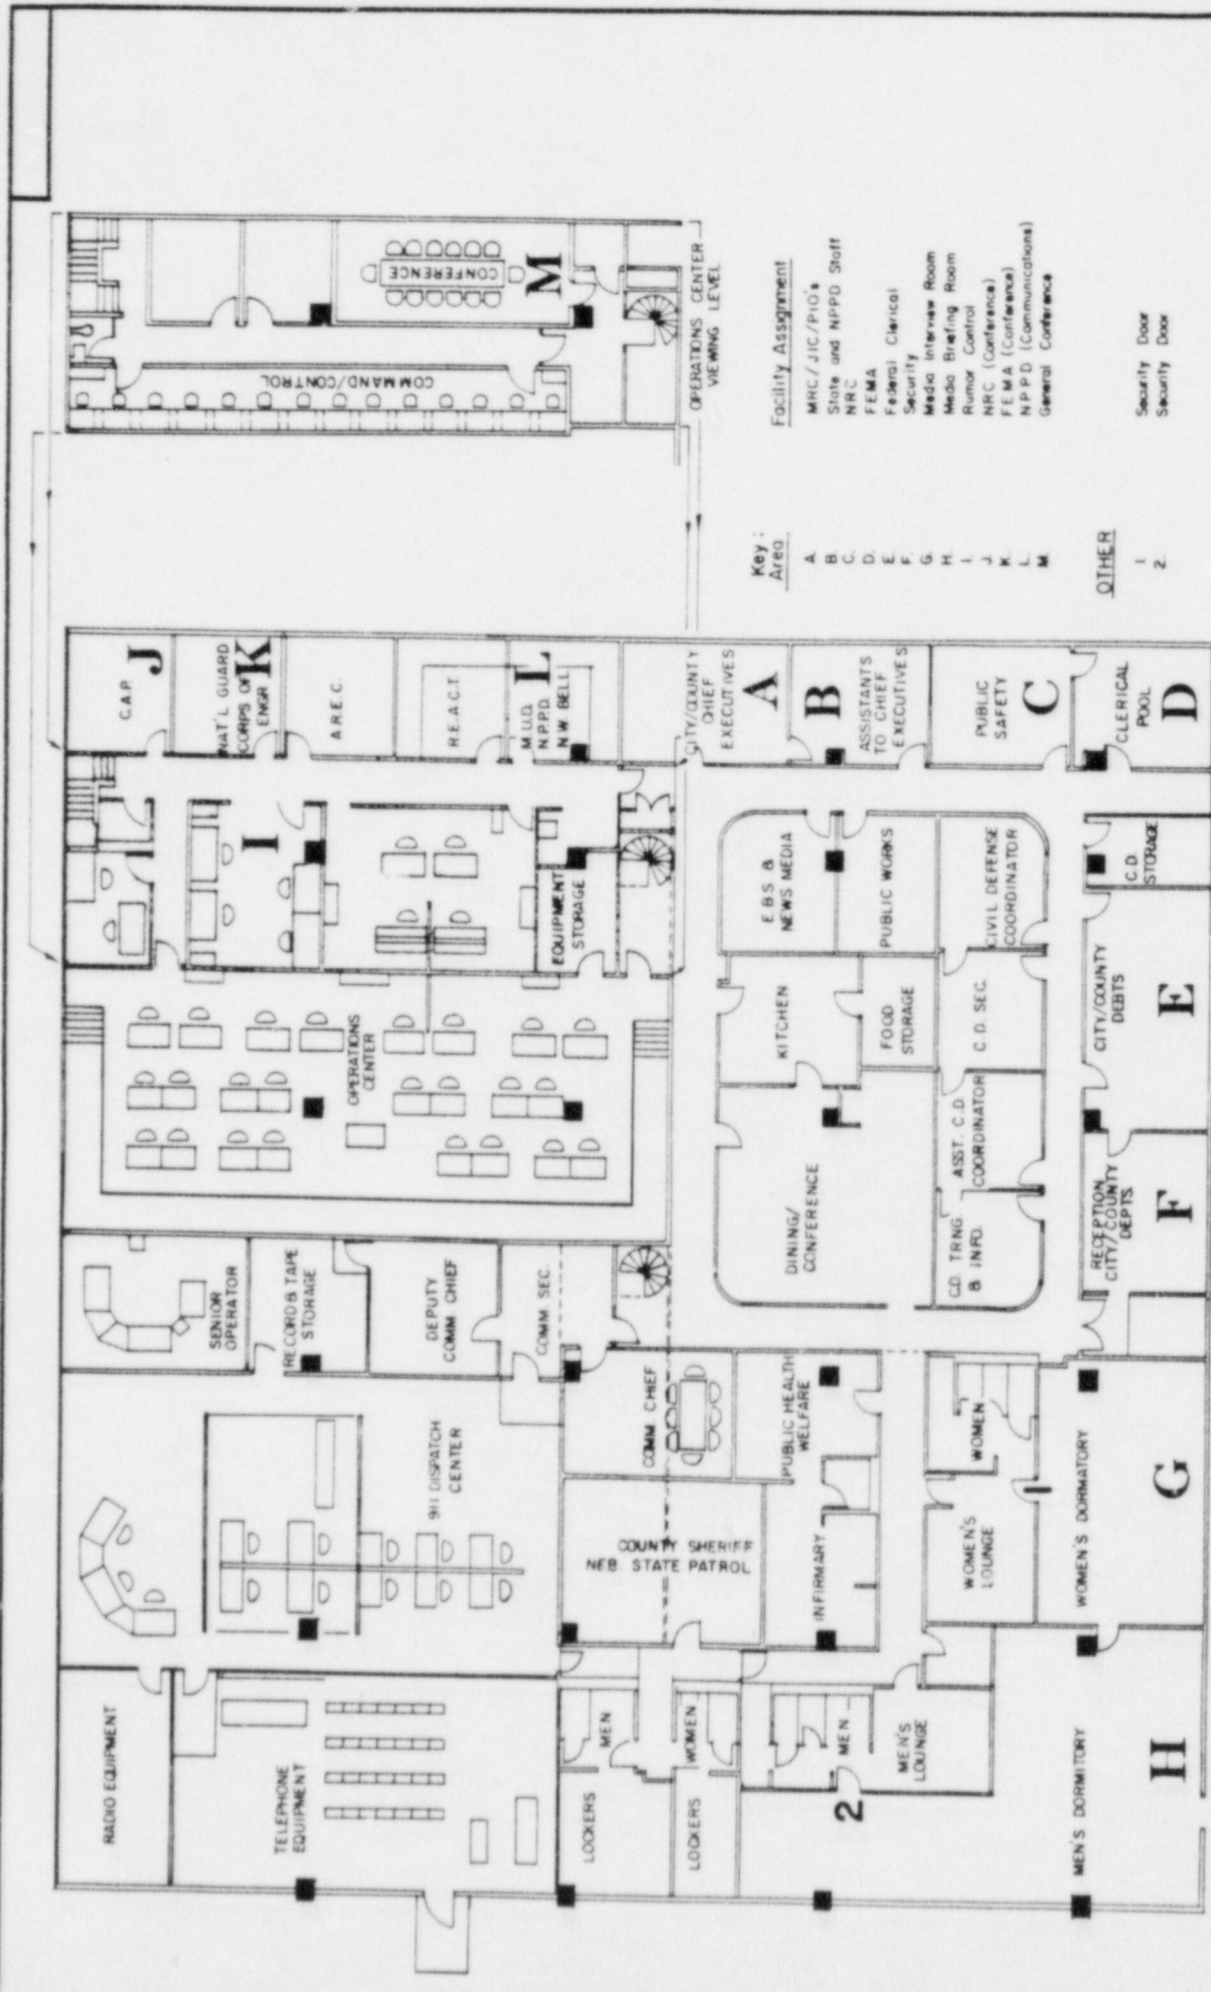 RADIO EQUIPMENT
TELEPHONE
EQUIPMENT
LOCKERS
MEN
LOCKERS
WOMEN
MEN
MEN'S
LOUNGE
2
MEN'S DORMITORY
H
911 DISPATCH
CENTER
COUNTY SHERIFF
NEB. STATE PATROL
INFIRMARY
COMM CHIEF
PUBLIC HEALTH
WELFARE
WOMEN'S
LOUNGE
WOMEN
1
WOMEN'S DORMATORY
G
SENIOR
OPERATOR
RECORD & TAPE
STORAGE
DEPUTY
COMM CHIEF
COMM SEC.
OPERATIONS
CENTER
DINING/
CONFERENCE
KITCHEN
FOOD
STORAGE
C.D. TRNG
& INFO.
ASST. C.D.
COORDINATOR
C.D. SEC.
RECEPTION
CITY/COUNTY
DEPTS
F
CITY/COUNTY
DEBTS
E
I
EQUIPMENT
STORAGE
E B S &
NEWS MEDIA
PUBLIC WORKS
CIVIL DEFENSE
COORDINATOR
C.D.
STORAGE
C.A.P.
J
NAT'L GUARD
CORPS OF
ENGR
K
A.R.E.C.
R.E.A.C.T.
M.U.D.
N.P.P.D.
N.W. BELL
L
CITY/COUNTY
CHIEF
EXECUTIVES
A
B
ASSISTANTS
TO CHIEF
EXECUTIVES
PUBLIC
SAFETY
C
CLERICAL
POOL
D
COMMAND/CONTROL
CONFERENCE
M
OPERATIONS CENTER
VIEWING LEVEL
Key: Facility Assignment
Area
A. MRC/JIC/PIO's
B. State and NPPD Staff
C. NRC
D. FEMA
E. Federal Clerical
F. Security
G. Media Interview Room
H. Media Briefing Room
I. Rumor Control
J. NRC (Conference)
K. FEMA (Conference)
L. NPPD (Communications)
M. General Conference
OTHER
1. Security Door
2. Security Door